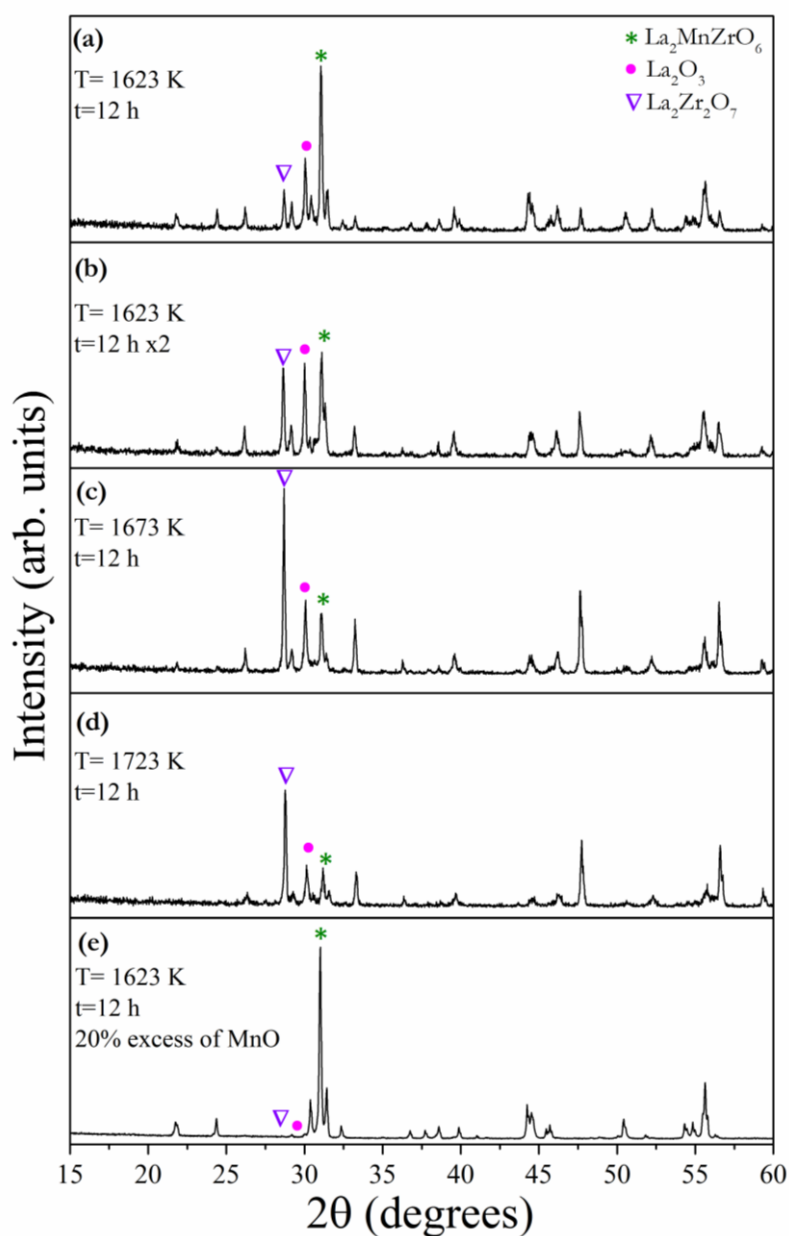 (a)
T= 1623 K
t=12 h
* La₂MnZrO₆
● La₂O₃
▽ La₂Zr₂O₇
(b)
T= 1623 K
t=12 h x2
(c)
T= 1673 K
t=12 h
(d)
T= 1723 K
t=12 h
(e)
T= 1623 K
t=12 h
20% excess of MnO
Intensity (arb. units)
15 20 25 30 35 40 45 50 55 60
2θ (degrees)